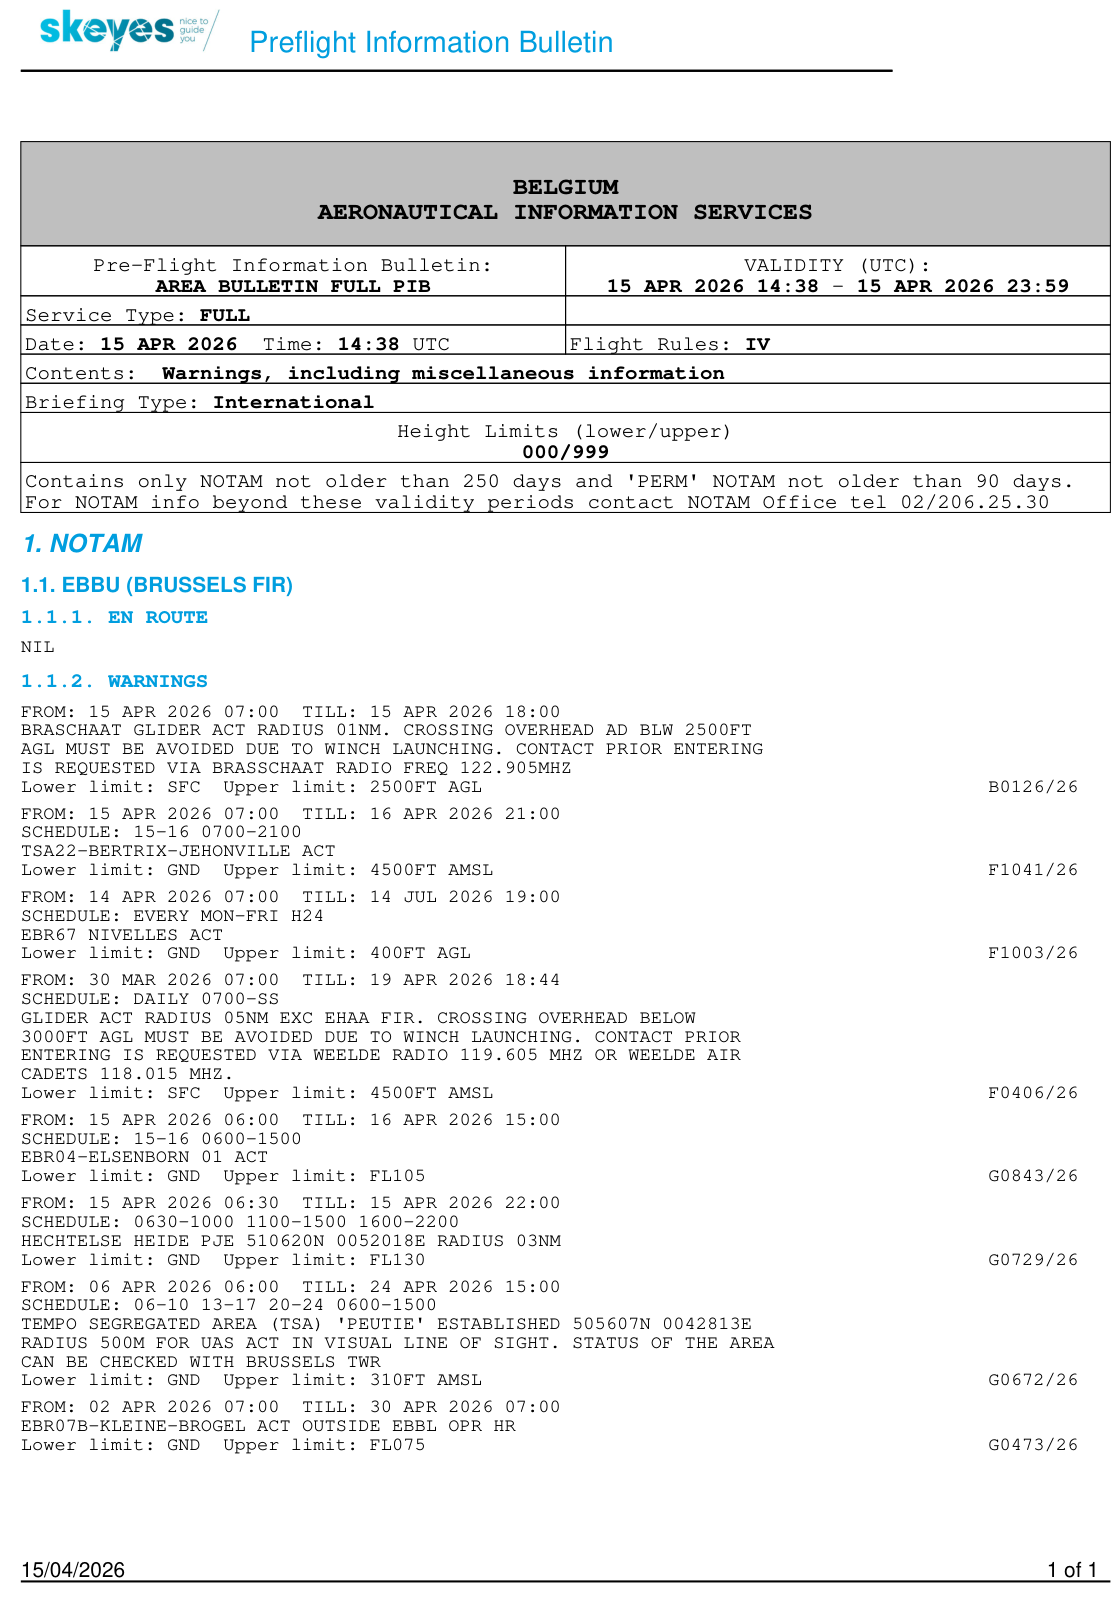 skeyes nice to guide you
Preflight Information Bulletin
BELGIUM
AERONAUTICAL INFORMATION SERVICES
Pre-Flight Information Bulletin:
AREA BULLETIN FULL PIB
VALIDITY (UTC):
15 APR 2026 14:38 - 15 APR 2026 23:59
Service Type: FULL
Date: 15 APR 2026 Time: 14:38 UTC
Flight Rules: IV
Contents: Warnings, including miscellaneous information
Briefing Type: International
Height Limits (lower/upper)
000/999
Contains only NOTAM not older than 250 days and 'PERM' NOTAM not older than 90 days.
For NOTAM info beyond these validity periods contact NOTAM Office tel 02/206.25.30
1. NOTAM
1.1. EBBU (BRUSSELS FIR)
1.1.1. EN ROUTE
NIL
1.1.2. WARNINGS
FROM: 15 APR 2026 07:00 TILL: 15 APR 2026 18:00
BRASCHAAT GLIDER ACT RADIUS 01NM. CROSSING OVERHEAD AD BLW 2500FT
AGL MUST BE AVOIDED DUE TO WINCH LAUNCHING. CONTACT PRIOR ENTERING
IS REQUESTED VIA BRASSCHAAT RADIO FREQ 122.905MHZ
Lower limit: SFC Upper limit: 2500FT AGL B0126/26
FROM: 15 APR 2026 07:00 TILL: 16 APR 2026 21:00
SCHEDULE: 15-16 0700-2100
TSA22-BERTRIX-JEHONVILLE ACT
Lower limit: GND Upper limit: 4500FT AMSL F1041/26
FROM: 14 APR 2026 07:00 TILL: 14 JUL 2026 19:00
SCHEDULE: EVERY MON-FRI H24
EBR67 NIVELLES ACT
Lower limit: GND Upper limit: 400FT AGL F1003/26
FROM: 30 MAR 2026 07:00 TILL: 19 APR 2026 18:44
SCHEDULE: DAILY 0700-SS
GLIDER ACT RADIUS 05NM EXC EHAA FIR. CROSSING OVERHEAD BELOW
3000FT AGL MUST BE AVOIDED DUE TO WINCH LAUNCHING. CONTACT PRIOR
ENTERING IS REQUESTED VIA WEELDE RADIO 119.605 MHZ OR WEELDE AIR
CADETS 118.015 MHZ.
Lower limit: SFC Upper limit: 4500FT AMSL F0406/26
FROM: 15 APR 2026 06:00 TILL: 16 APR 2026 15:00
SCHEDULE: 15-16 0600-1500
EBR04-ELSENBORN 01 ACT
Lower limit: GND Upper limit: FL105 G0843/26
FROM: 15 APR 2026 06:30 TILL: 15 APR 2026 22:00
SCHEDULE: 0630-1000 1100-1500 1600-2200
HECHTELSE HEIDE PJE 510620N 0052018E RADIUS 03NM
Lower limit: GND Upper limit: FL130 G0729/26
FROM: 06 APR 2026 06:00 TILL: 24 APR 2026 15:00
SCHEDULE: 06-10 13-17 20-24 0600-1500
TEMPO SEGREGATED AREA (TSA) 'PEUTIE' ESTABLISHED 505607N 0042813E
RADIUS 500M FOR UAS ACT IN VISUAL LINE OF SIGHT. STATUS OF THE AREA
CAN BE CHECKED WITH BRUSSELS TWR
Lower limit: GND Upper limit: 310FT AMSL G0672/26
FROM: 02 APR 2026 07:00 TILL: 30 APR 2026 07:00
EBR07B-KLEINE-BROGEL ACT OUTSIDE EBBL OPR HR
Lower limit: GND Upper limit: FL075 G0473/26
15/04/2026 1 of 1